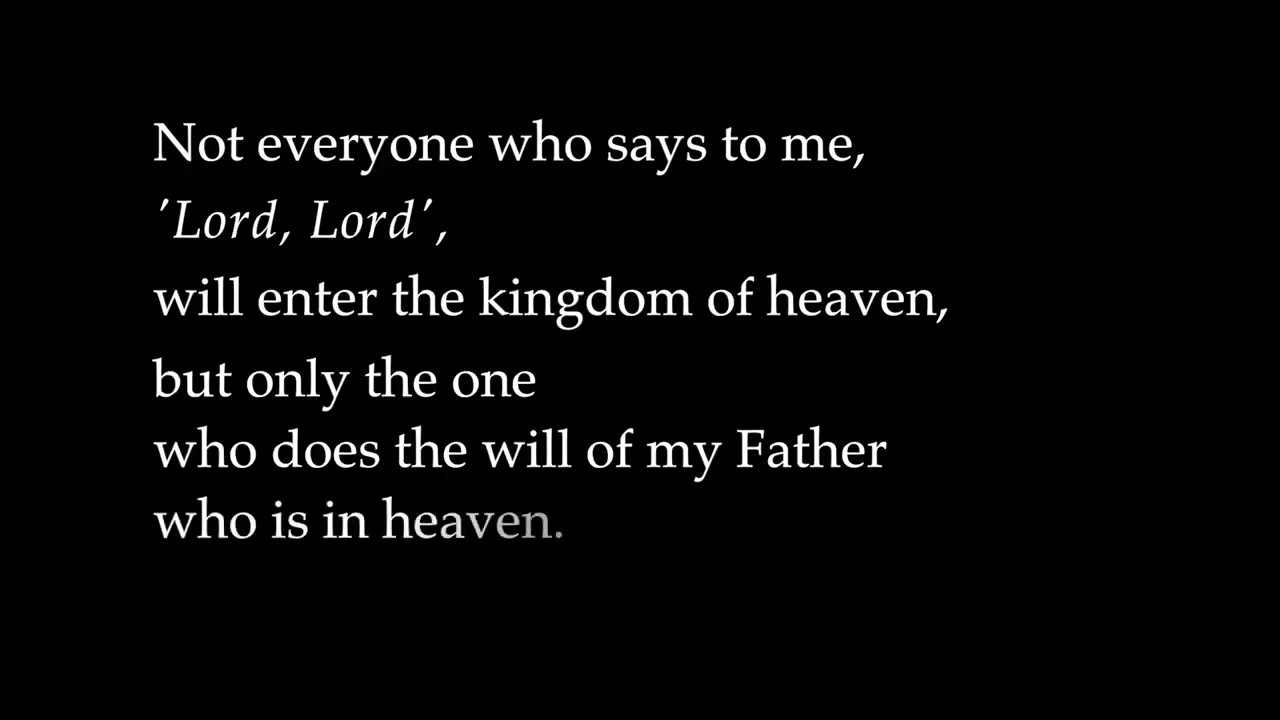 Not everyone who says to me,
'Lord, Lord',
will enter the kingdom of heaven,
but only the one
who does the will of my Father
who is in heaven.